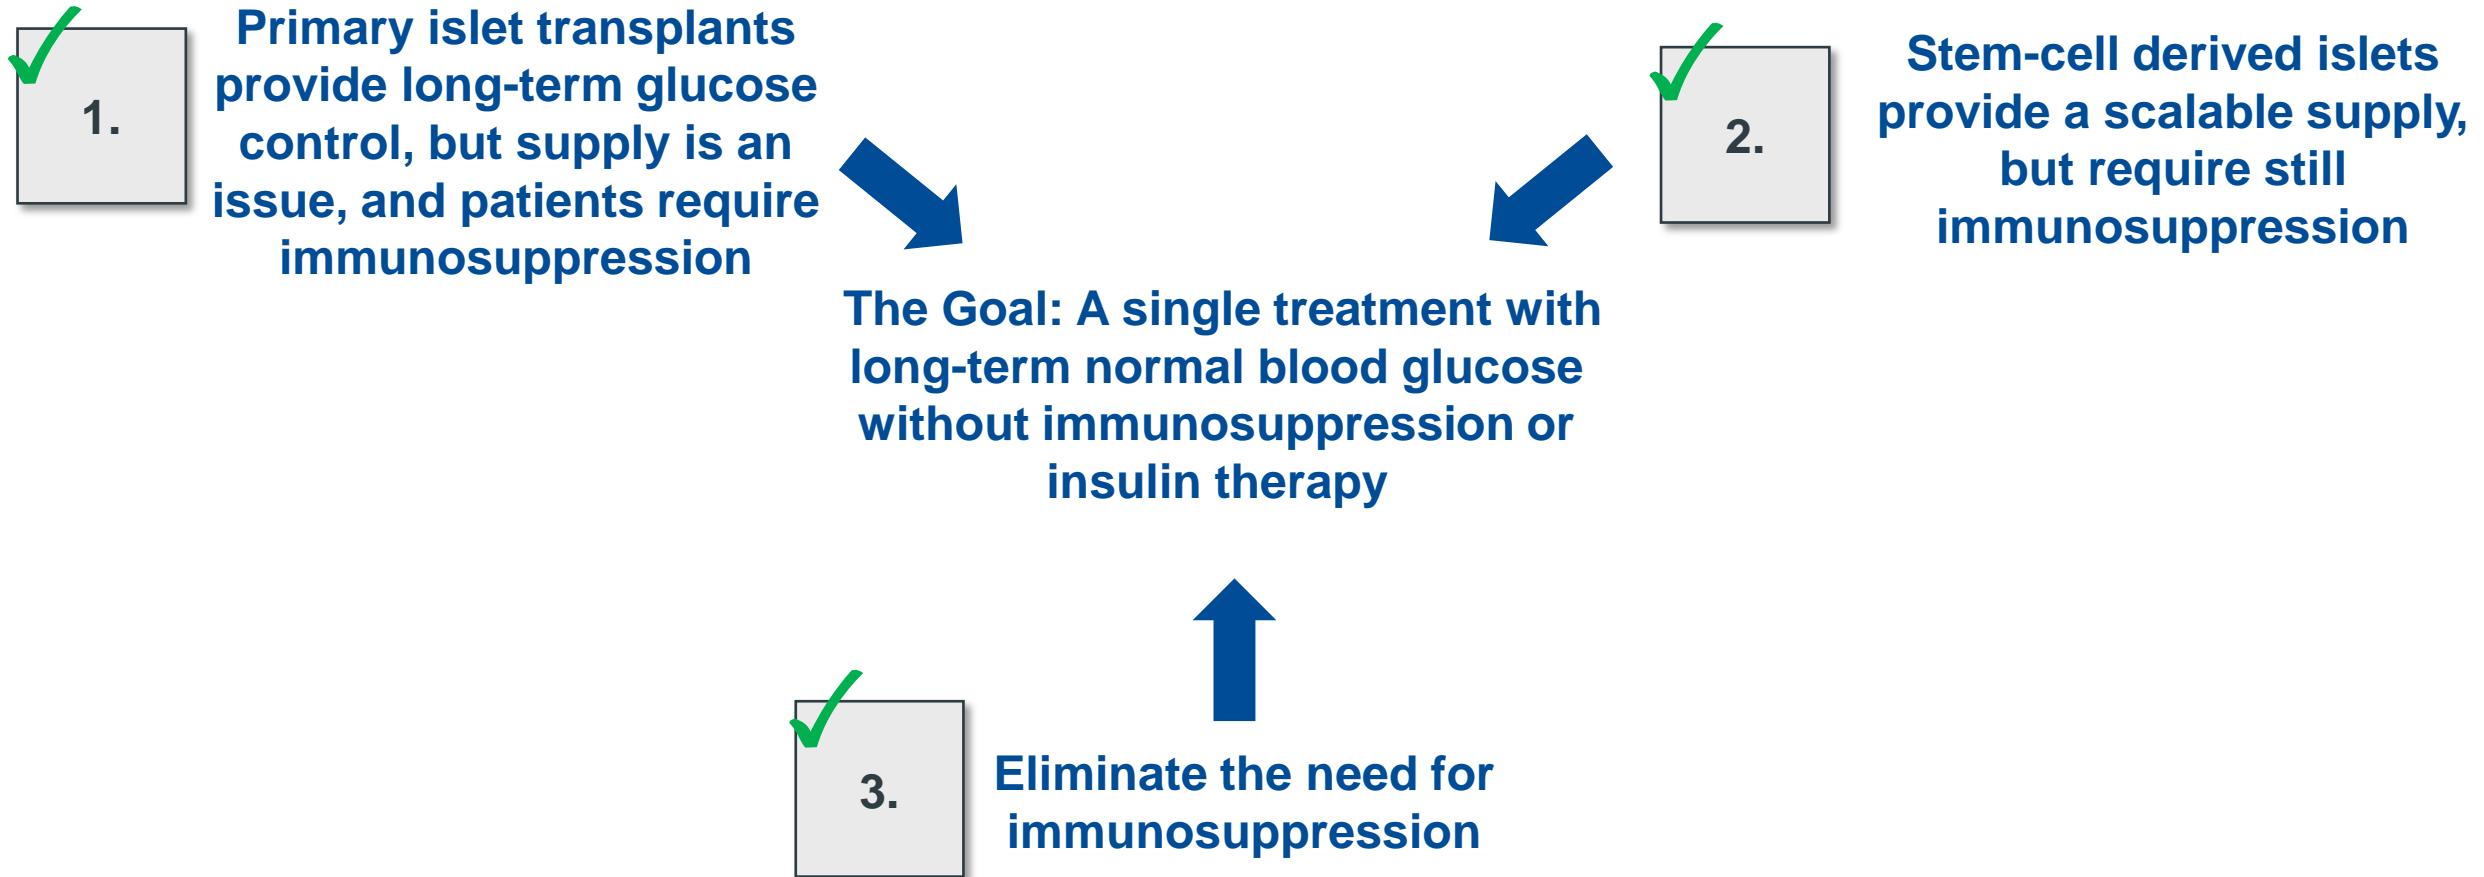 1.
Primary islet transplants
provide long-term glucose
control, but supply is an
issue, and patients require
immunosuppression
2.
Stem-cell derived islets
provide a scalable supply,
but require still
immunosuppression
The Goal: A single treatment with
long-term normal blood glucose
without immunosuppression or
insulin therapy
3.
Eliminate the need for
immunosuppression